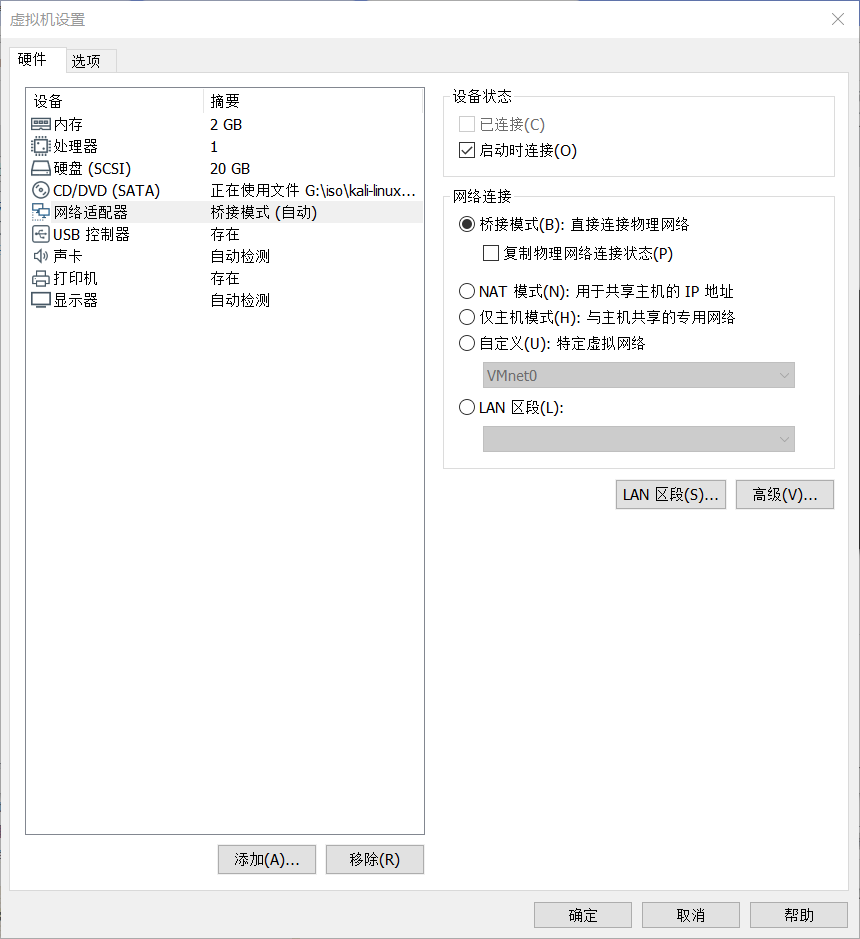 虚拟机设置
硬件 选项
设备 摘要
内存 2 GB
处理器 1
硬盘 (SCSI) 20 GB
CD/DVD (SATA) 正在使用文件 G:\iso\kali-linux...
网络适配器 桥接模式 (自动)
USB 控制器 存在
声卡 自动检测
打印机 存在
显示器 自动检测
添加(A)... 移除(R)
设备状态
已连接(C)
启动时连接(O)
网络连接
桥接模式(B): 直接连接物理网络
复制物理网络连接状态(P)
NAT 模式(N): 用于共享主机的 IP 地址
仅主机模式(H): 与主机共享的专用网络
自定义(U): 特定虚拟网络
VMnet0
LAN 区段(L):
LAN 区段(S)... 高级(V)...
确定 取消 帮助